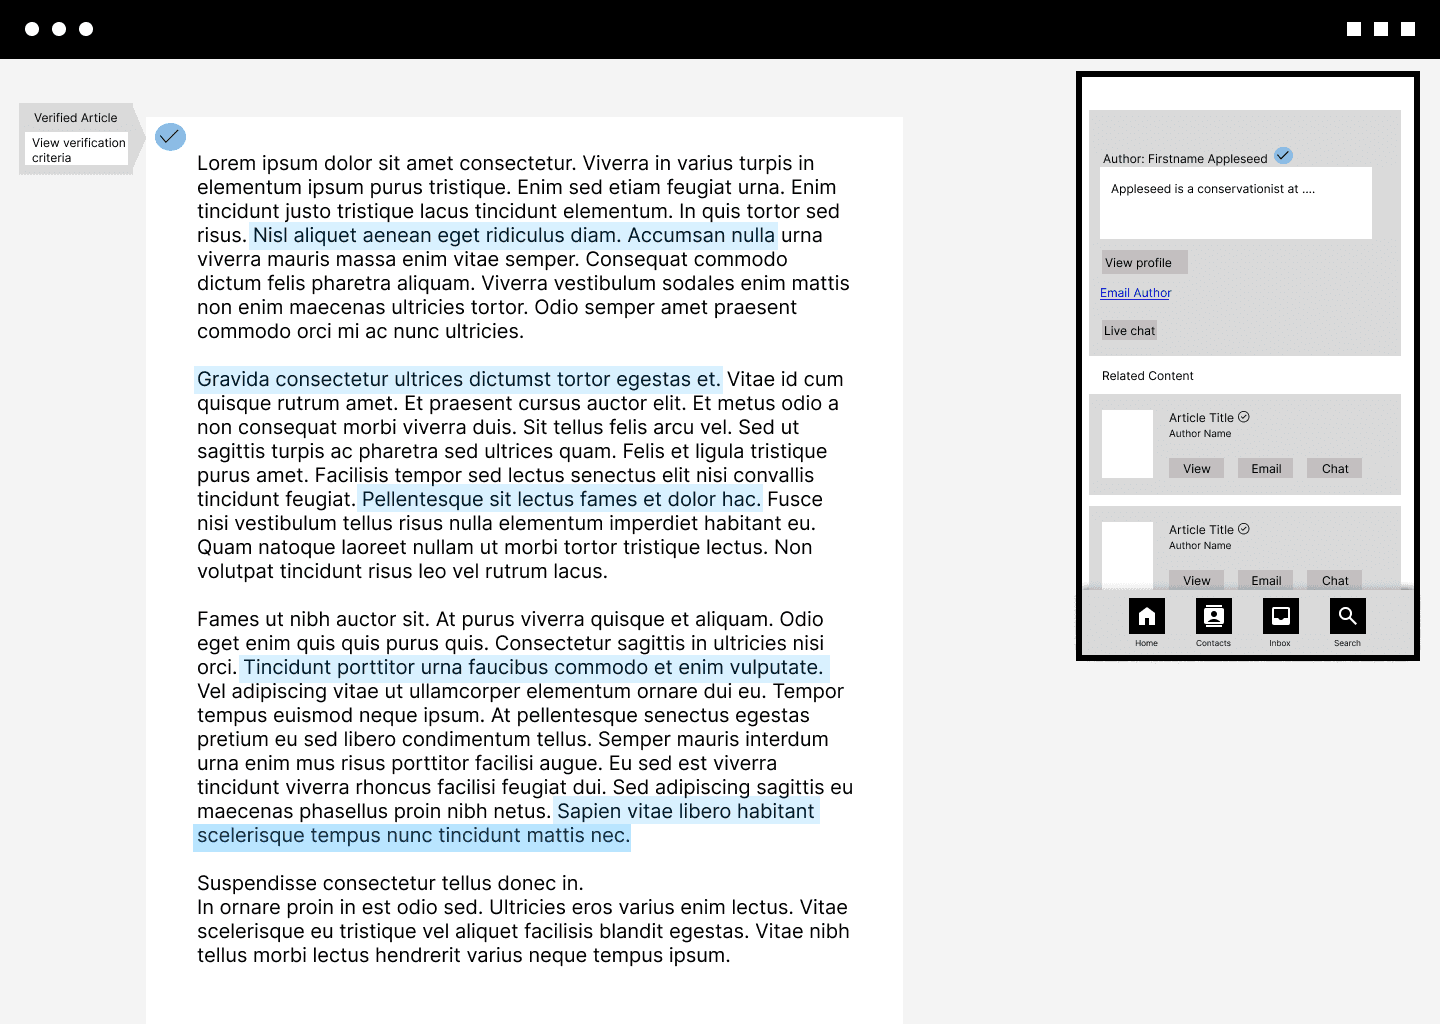 Verified Article
View verification
criteria
Lorem ipsum dolor sit amet consectetur. Viverra in varius turpis in
elementum ipsum purus tristique. Enim sed etiam feugiat urna. Enim
tincidunt justo tristique lacus tincidunt elementum. In quis tortor sed
risus. Nisl aliquet aenean eget ridiculus diam. Accumsan nulla urna
viverra mauris massa enim vitae semper. Consequat commodo
dictum felis pharetra aliquam. Viverra vestibulum sodales enim mattis
non enim maecenas ultricies tortor. Odio semper amet praesent
commodo orci mi ac nunc ultricies.
Gravida consectetur ultrices dictumst tortor egestas et. Vitae id cum
quisque rutrum amet. Et praesent cursus auctor elit. Et metus odio a
non consequat morbi viverra duis. Sit tellus felis arcu vel. Sed ut
sagittis turpis ac pharetra sed ultrices quam. Felis et ligula tristique
purus amet. Facilisis tempor sed lectus senectus elit nisi convallis
tincidunt feugiat. Pellentesque sit lectus fames et dolor hac. Fusce
nisi vestibulum tellus risus nulla elementum imperdiet habitant eu.
Quam natoque laoreet nullam ut morbi tortor tristique lectus. Non
volutpat tincidunt risus leo vel rutrum lacus.
Fames ut nibh auctor sit. At purus viverra quisque et aliquam. Odio
eget enim quis quis purus quis. Consectetur sagittis in ultricies nisi
orci. Tincidunt porttitor urna faucibus commodo et enim vulputate.
Vel adipiscing vitae ut ullamcorper elementum ornare dui eu. Tempor
tempus euismod neque ipsum. At pellentesque senectus egestas
pretium eu sed libero condimentum tellus. Semper mauris interdum
urna enim mus risus porttitor facilisi augue. Eu sed est viverra
tincidunt viverra rhoncus facilisi feugiat dui. Sed adipiscing sagittis eu
maecenas phasellus proin nibh netus. Sapien vitae libero habitant
scelerisque tempus nunc tincidunt mattis nec.
Suspendisse consectetur tellus donec in.
In ornare proin in est odio sed. Ultricies eros varius enim lectus. Vitae
scelerisque eu tristique vel aliquet facilisis blandit egestas. Vitae nibh
tellus morbi lectus hendrerit varius neque tempus ipsum.
Author: Firstname Appleseed
Appleseed is a conservationist at ....
View profile
Email Author
Live chat
Related Content
Article Title
Author Name
View Email Chat
Article Title
Author Name
View Email Chat
Home Contacts Inbox Search